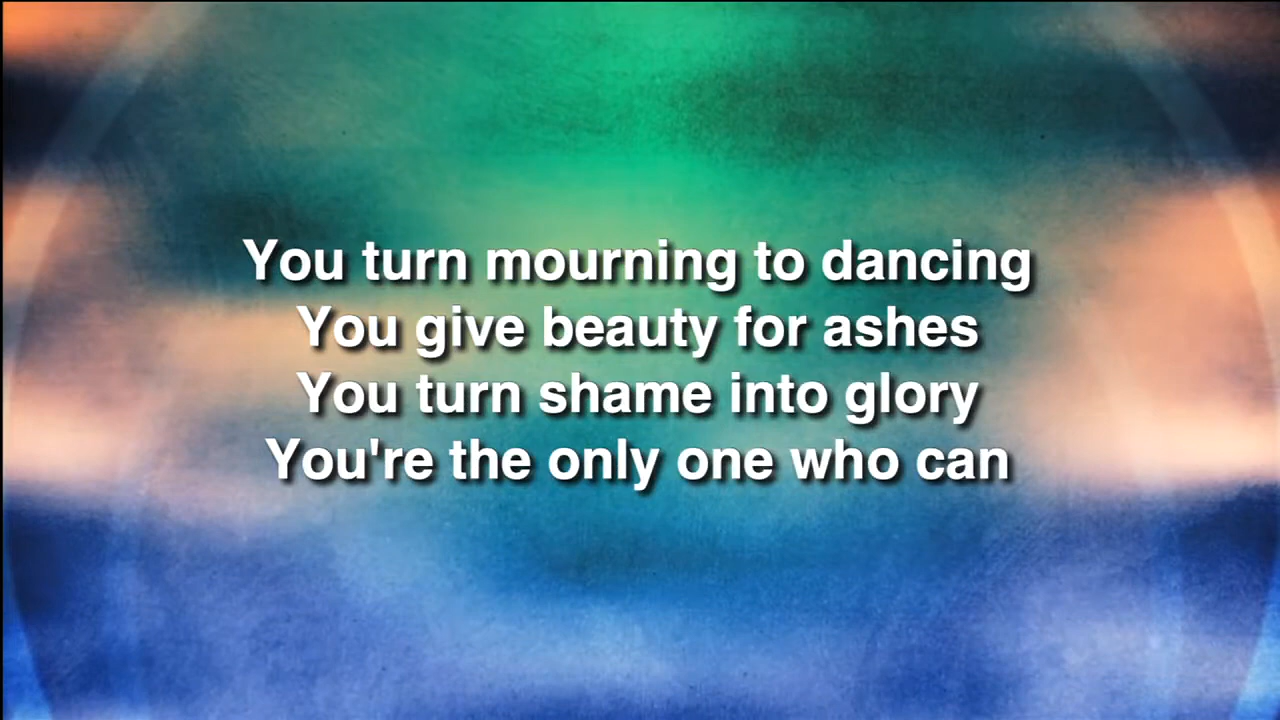 You turn mourning to dancing
You give beauty for ashes
You turn shame into glory
You're the only one who can